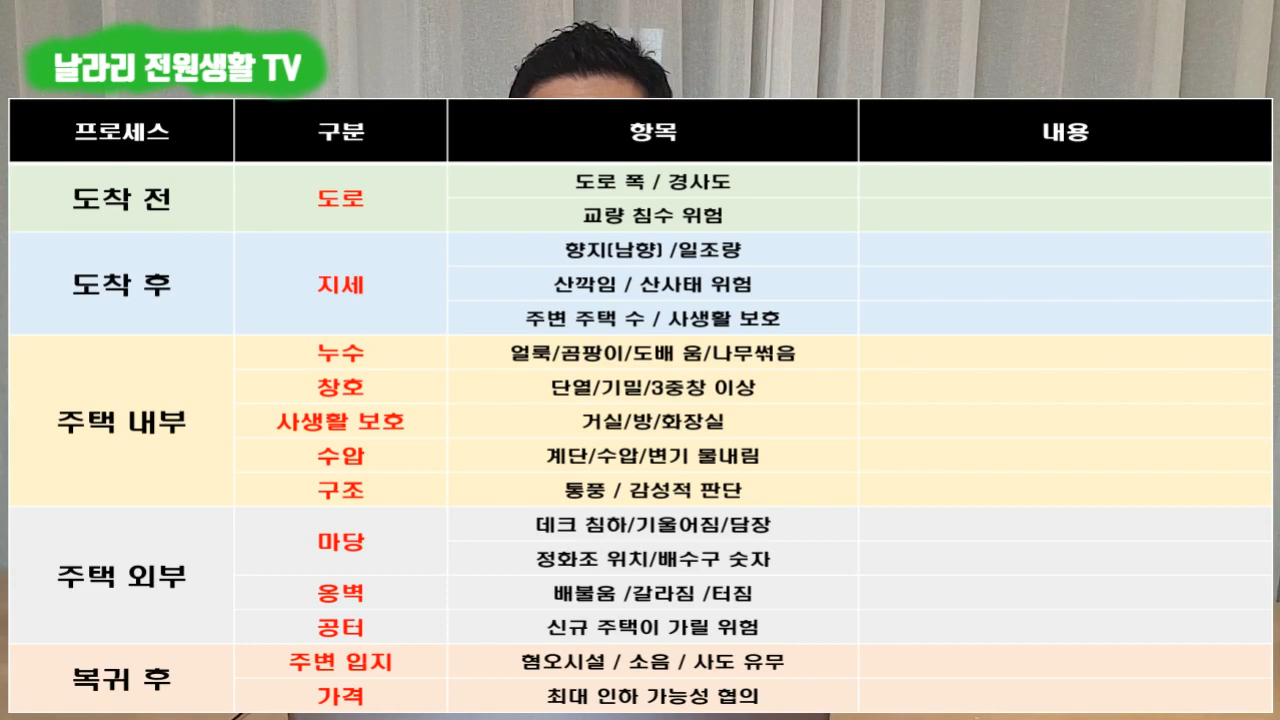 날라리 전원생활 TV
프로세스 구분 항목 내용
도착 전 도로 도로 폭 / 경사도
교량 침수 위험
도착 후 지세 향지(남향) /일조량
산깍임 / 산사태 위험
주변 주택 수 / 사생활 보호
주택 내부 누수 얼룩/곰팡이/도배 움/나무썪음
창호 단열/기밀/3중창 이상
사생활 보호 거실/방/화장실
수압 계단/수압/변기 물내림
구조 통풍 / 감성적 판단
주택 외부 마당 데크 침하/기울어짐/담장
정화조 위치/배수구 숫자
옹벽 배불움 /갈라짐 /터짐
공터 신규 주택이 가릴 위험
복귀 후 주변 입지 혐오시설 / 소음 / 사도 유무
가격 최대 인하 가능성 협의